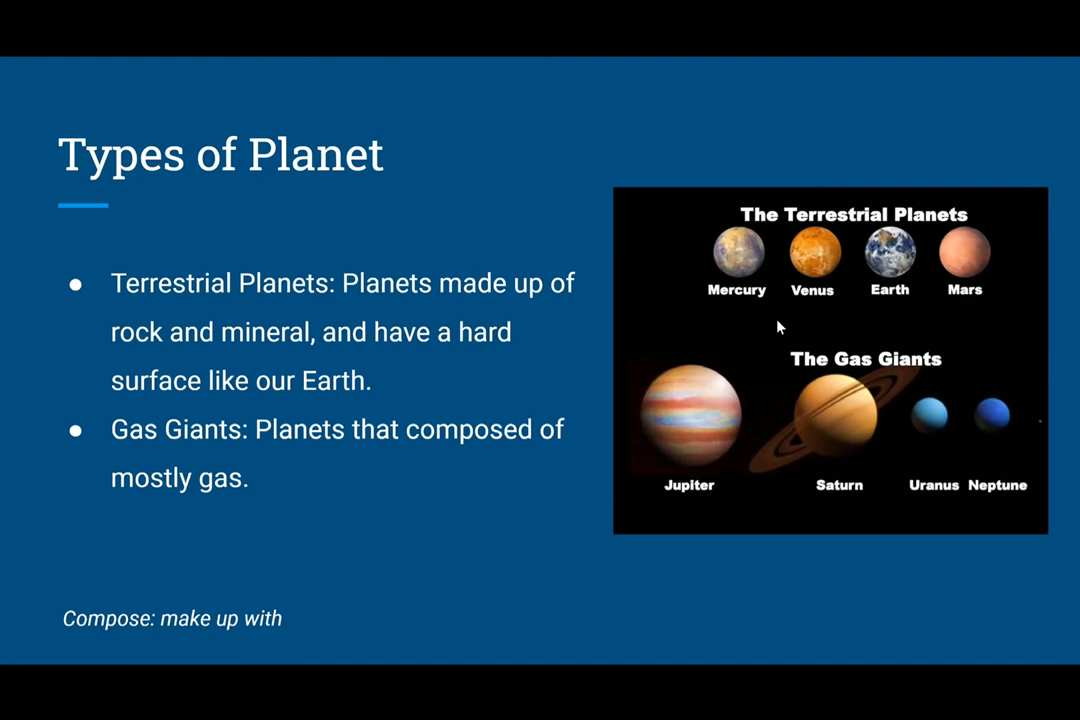 Types of Planet
● Terrestrial Planets: Planets made up of
rock and mineral, and have a hard
surface like our Earth.
● Gas Giants: Planets that composed of
mostly gas.
Compose: make up with
The Terrestrial Planets
Mercury Venus Earth Mars
The Gas Giants
Jupiter Saturn Uranus Neptune